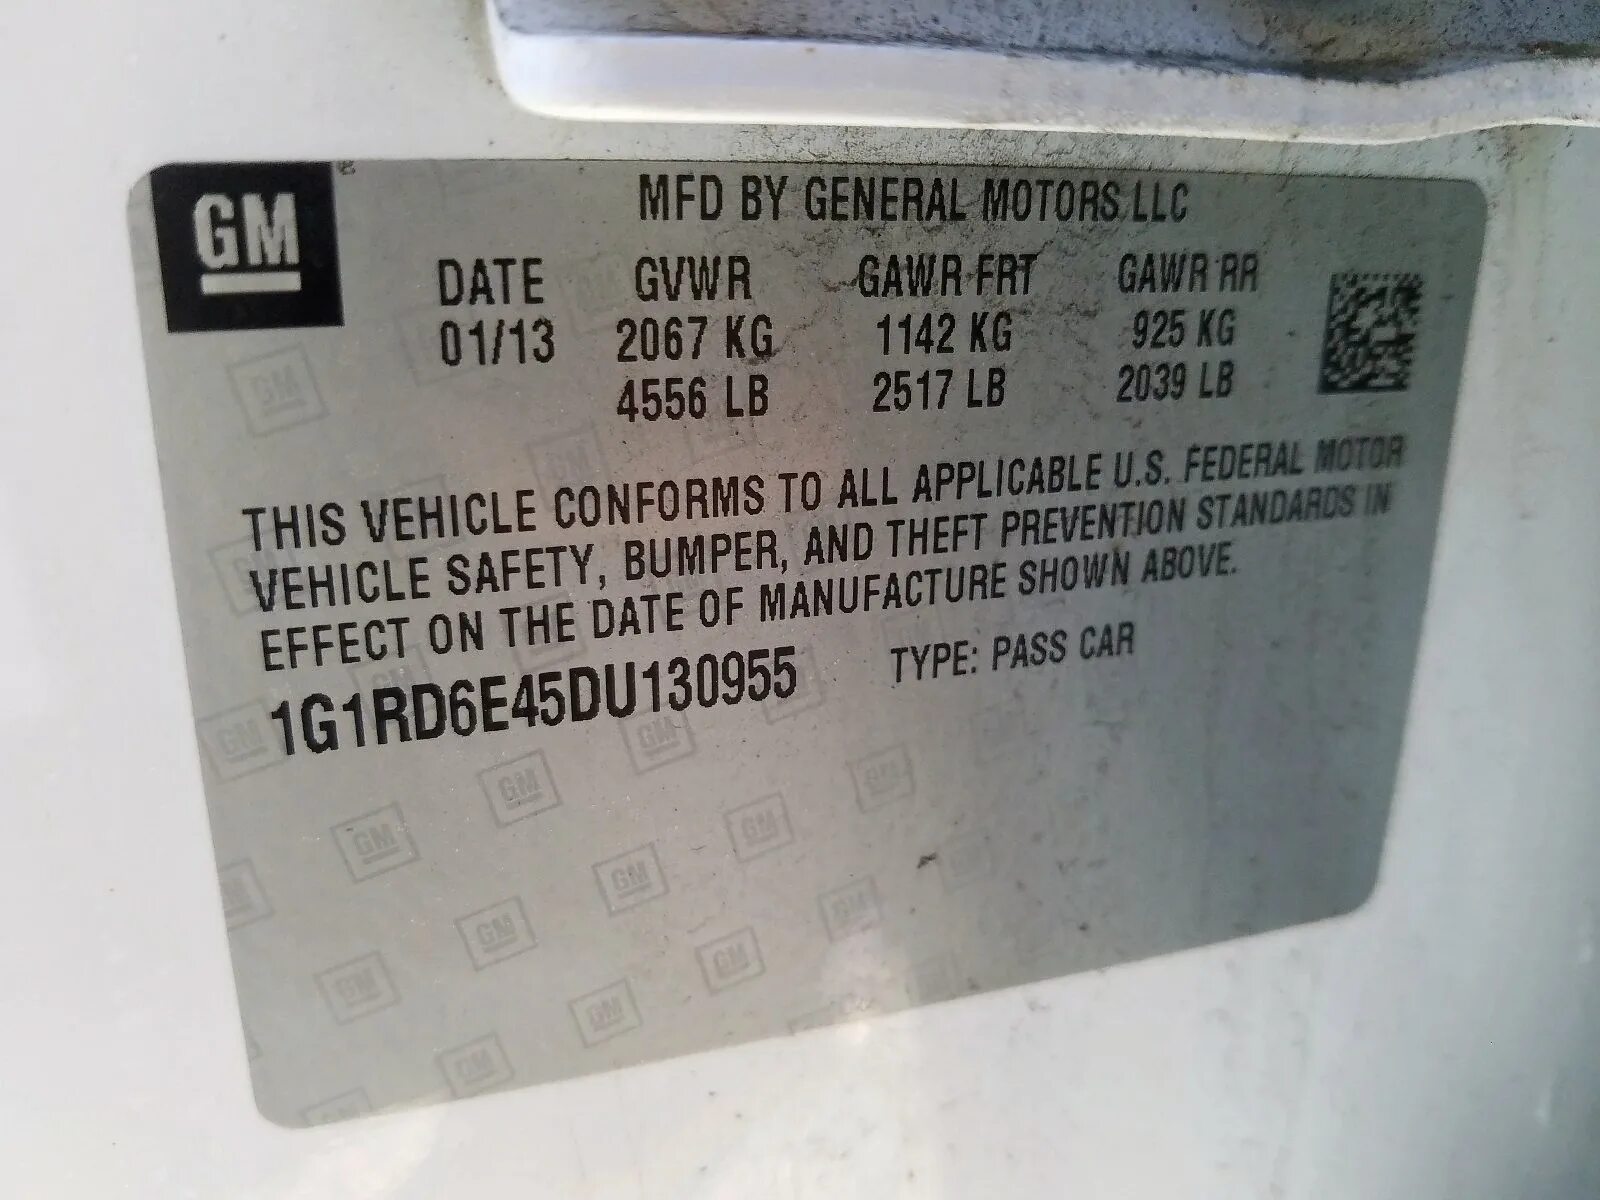 GM
MFD BY GENERAL MOTORS LLC
DATE GVWR GAWR FRT GAWR RR
01/13 2067 KG 1142 KG 925 KG
4556 LB 2517 LB 2039 LB
THIS VEHICLE CONFORMS TO ALL APPLICABLE U.S. FEDERAL MOTOR
VEHICLE SAFETY, BUMPER, AND THEFT PREVENTION STANDARDS IN
EFFECT ON THE DATE OF MANUFACTURE SHOWN ABOVE.
1G1RD6E45DU130955 TYPE: PASS CAR